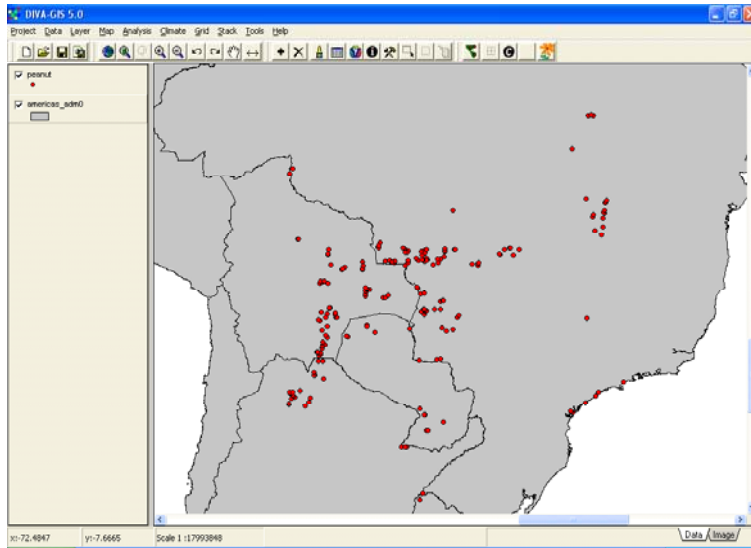 DIVA-GIS 5.0
Project Data Layer Map Analysis Climate Grid Stack Tools Help
peanut
americas_adm0
x:-72.4847 y:-7.6665 Scale 1 :17993848 Data Image